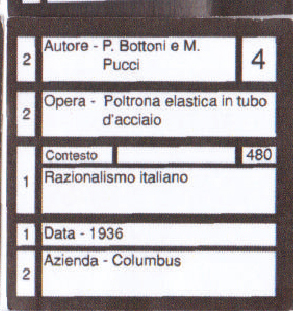 2 Autore - P. Bottoni e M. 4
Pucci
2 Opera - Poltrona elastica in tubo
d'acciaio
Contesto 480
1 Razionalismo italiano
1 Data - 1936
2 Azienda - Columbus